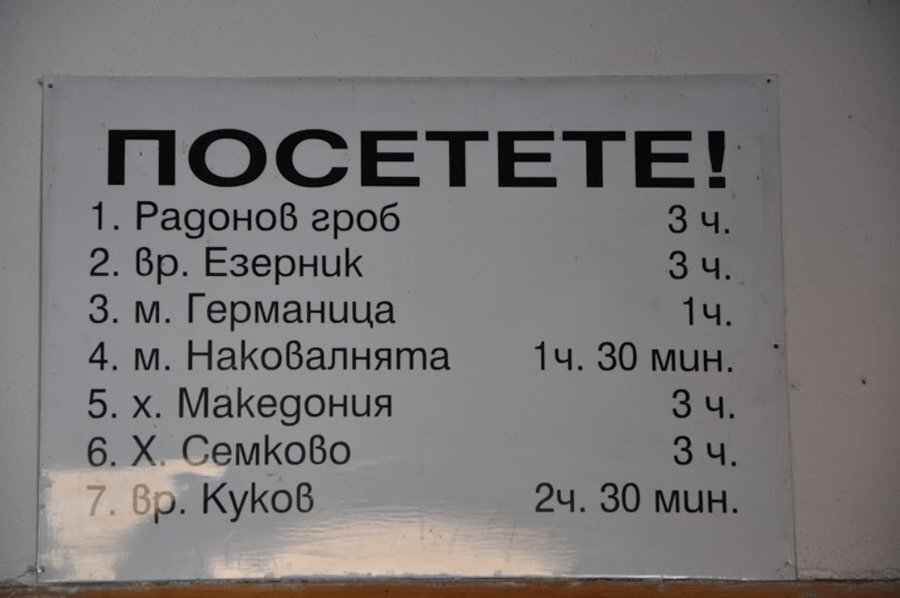 ПОСЕТЕТЕ!
1. Радонов гроб 3 ч.
2. вр. Езерник 3 ч.
3. м. Германица 1ч.
4. м. Наковалнята 1ч. 30 мин.
5. х. Македония 3 ч.
6. Х. Семково 3 ч.
7. вр. Куков 2ч. 30 мин.